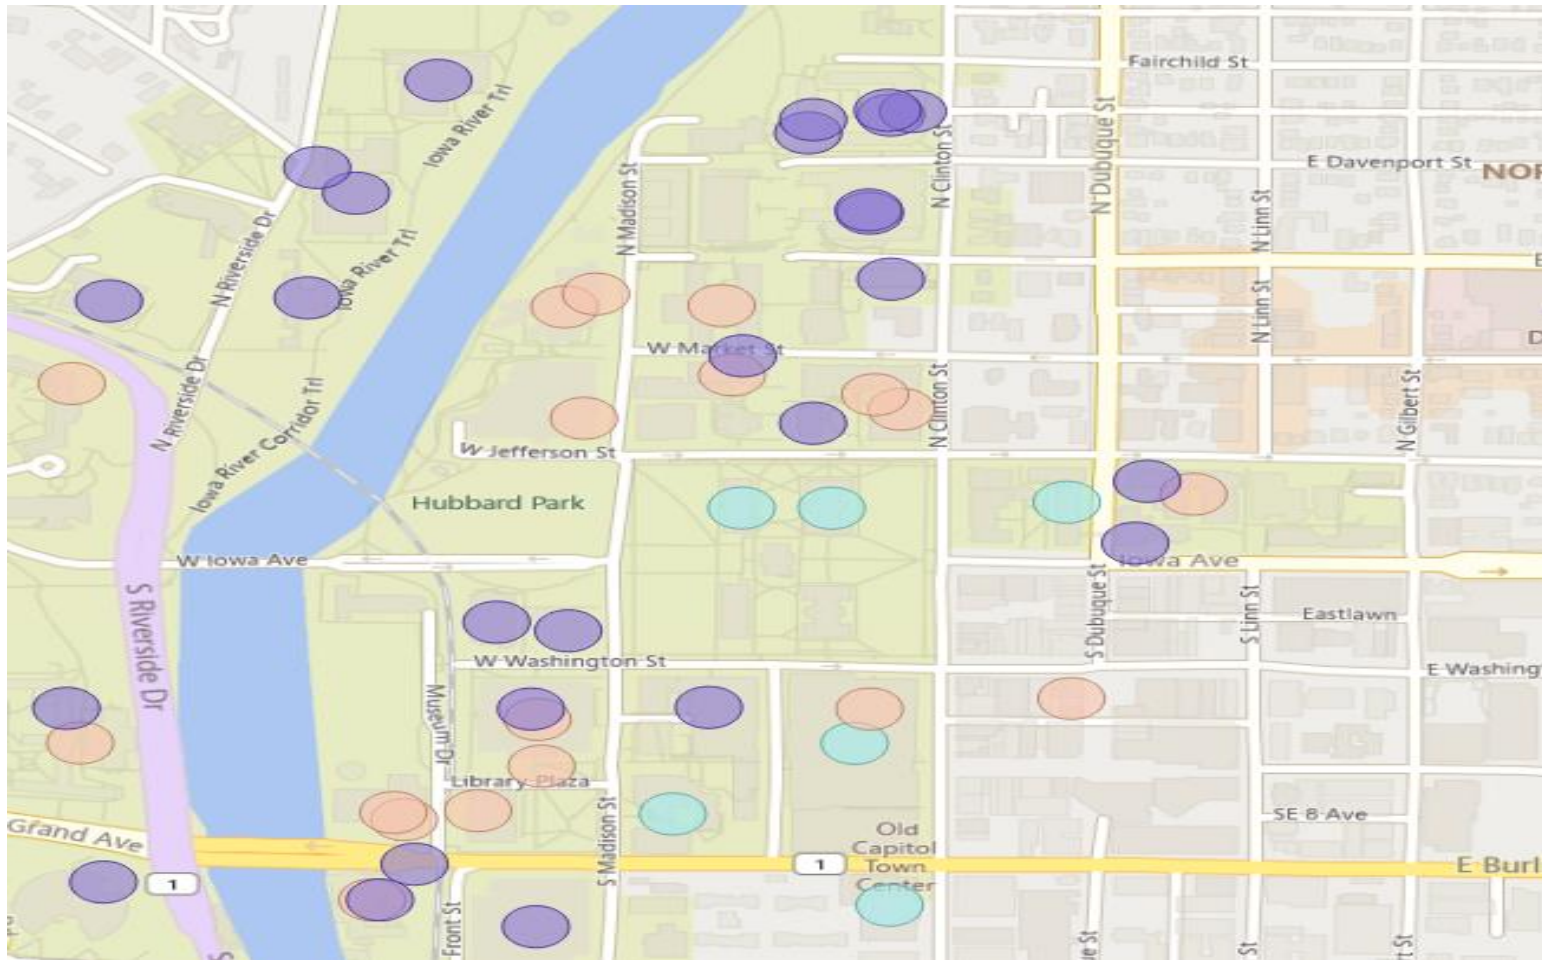 Fairchild St
Iowa River Trl
N Dubuque St
E Davenport St
N Clinton St
N Madison St
N Linn St
N Riverside Dr
Iowa River Trl
N Linn St
W Market St
N Riverside Dr
Iowa River Corridor Trl
N Clinton St
N Gilbert St
W Jefferson St
Hubbard Park
W Iowa Ave
Iowa Ave
S Riverside Dr
S Dubuque St
S Linn St
Eastlawn
W Washington St
E Washing
Museum Dr
Library Plaza
S Madison St
SE 8 Ave
Grand Ave
Old
Capitol
Town
Center
1
1
E Burl
Front St